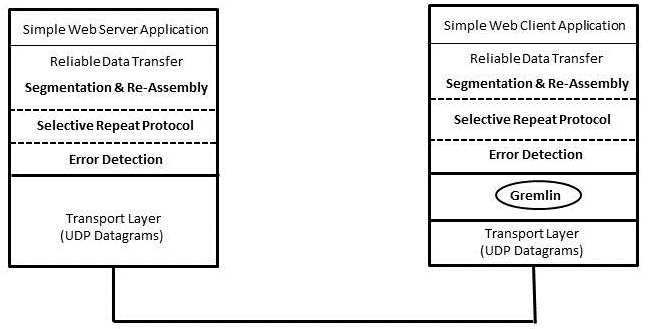 Simple Web Server Application
Reliable Data Transfer
Segmentation & Re-Assembly
Selective Repeat Protocol
Error Detection
Transport Layer
(UDP Datagrams)
Simple Web Client Application
Reliable Data Transfer
Segmentation & Re-Assembly
Selective Repeat Protocol
Error Detection
Gremlin
Transport Layer
(UDP Datagrams)